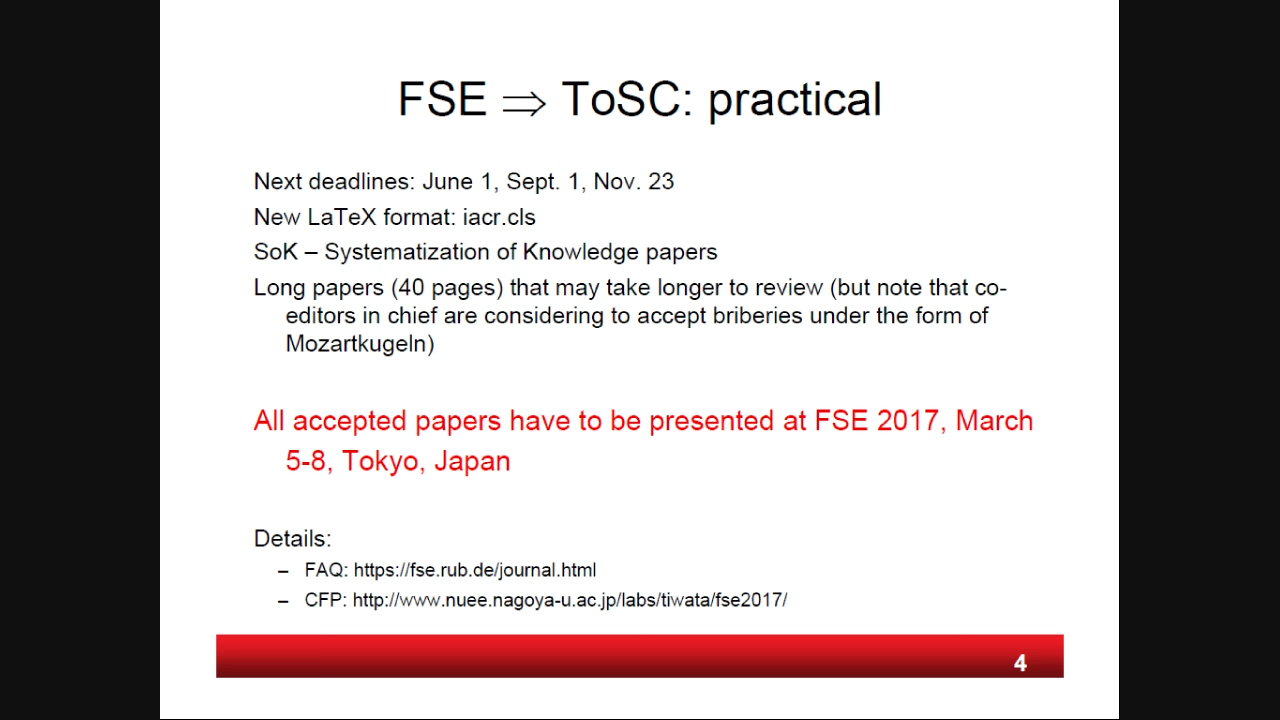 FSE ⇒ ToSC: practical
Next deadlines: June 1, Sept. 1, Nov. 23
New LaTeX format: iacr.cls
SoK – Systematization of Knowledge papers
Long papers (40 pages) that may take longer to review (but note that co-
editors in chief are considering to accept briberies under the form of
Mozartkugeln)
All accepted papers have to be presented at FSE 2017, March
5-8, Tokyo, Japan
Details:
– FAQ: https://fse.rub.de/journal.html
– CFP: http://www.nuee.nagoya-u.ac.jp/labs/tiwata/fse2017/
4